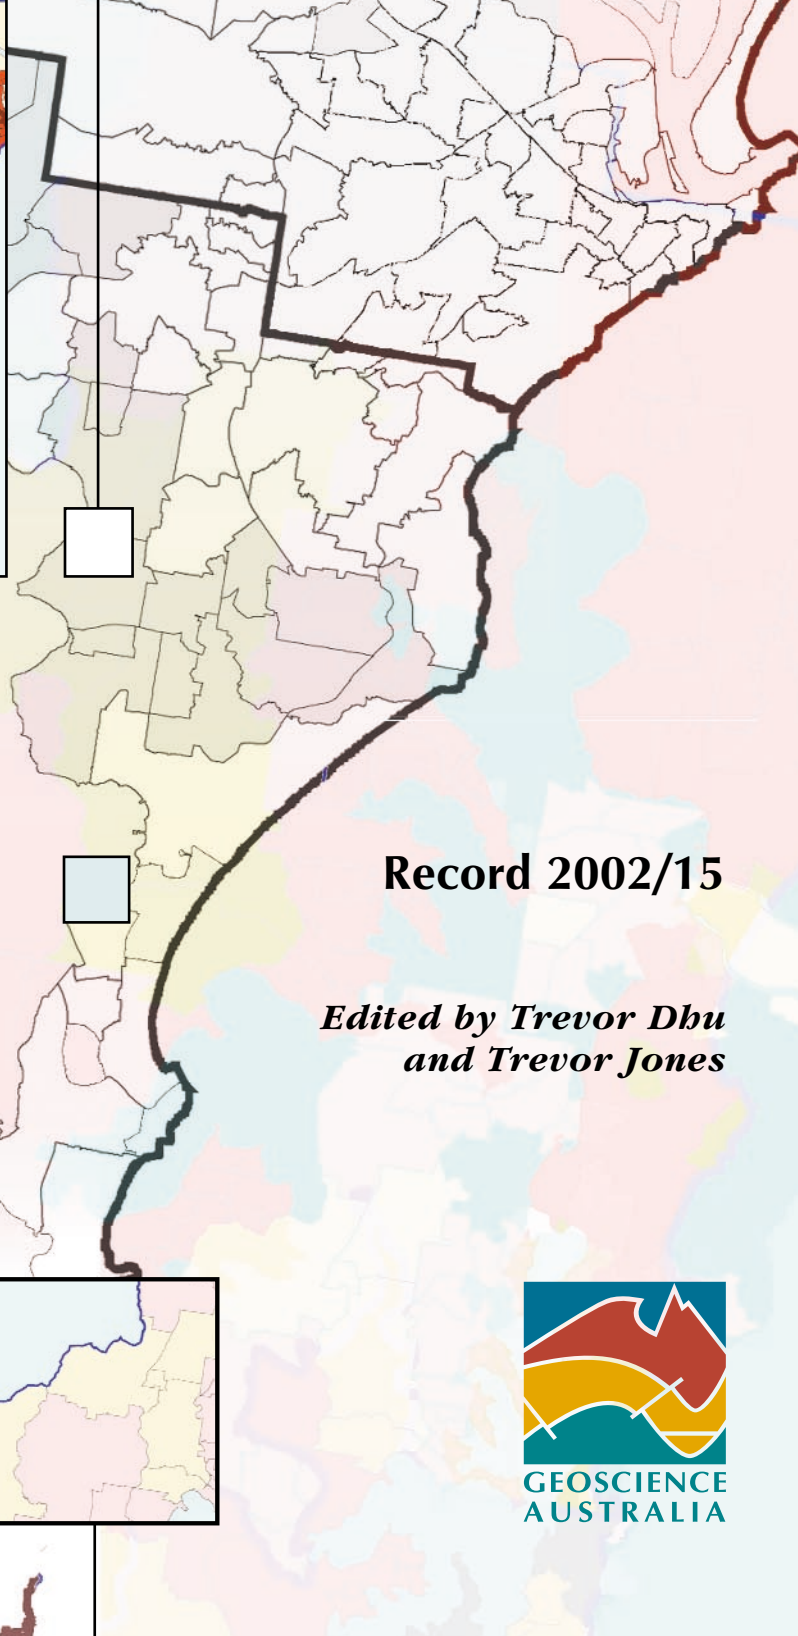 Record 2002/15
Edited by Trevor Dhu
and Trevor Jones
GEOSCIENCE
AUSTRALIA